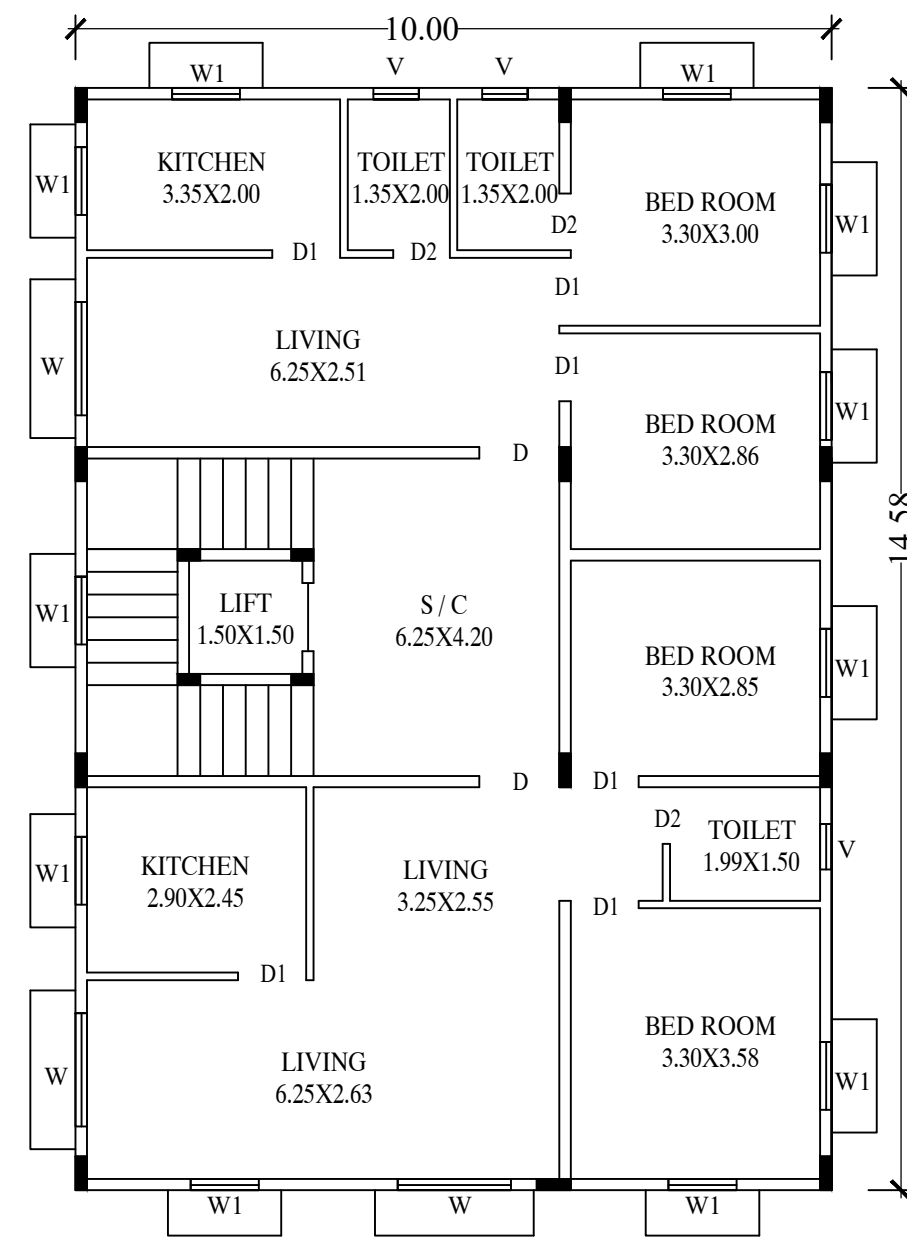 10.00
W1
V
V
W1
W1
KITCHEN
3.35X2.00
TOILET
1.35X2.00
TOILET
1.35X2.00
BED ROOM
3.30X3.00
W1
D2
D1
D2
D1
LIVING
6.25X2.51
W
D1
BED ROOM
3.30X2.86
W1
D
14.58
W1
LIFT
1.50X1.50
S / C
6.25X4.20
BED ROOM
3.30X2.85
W1
D
D1
D2
TOILET
1.99X1.50
V
W1
KITCHEN
2.90X2.45
LIVING
3.25X2.55
D1
D1
W
LIVING
6.25X2.63
BED ROOM
3.30X3.58
W1
W1
W
W1